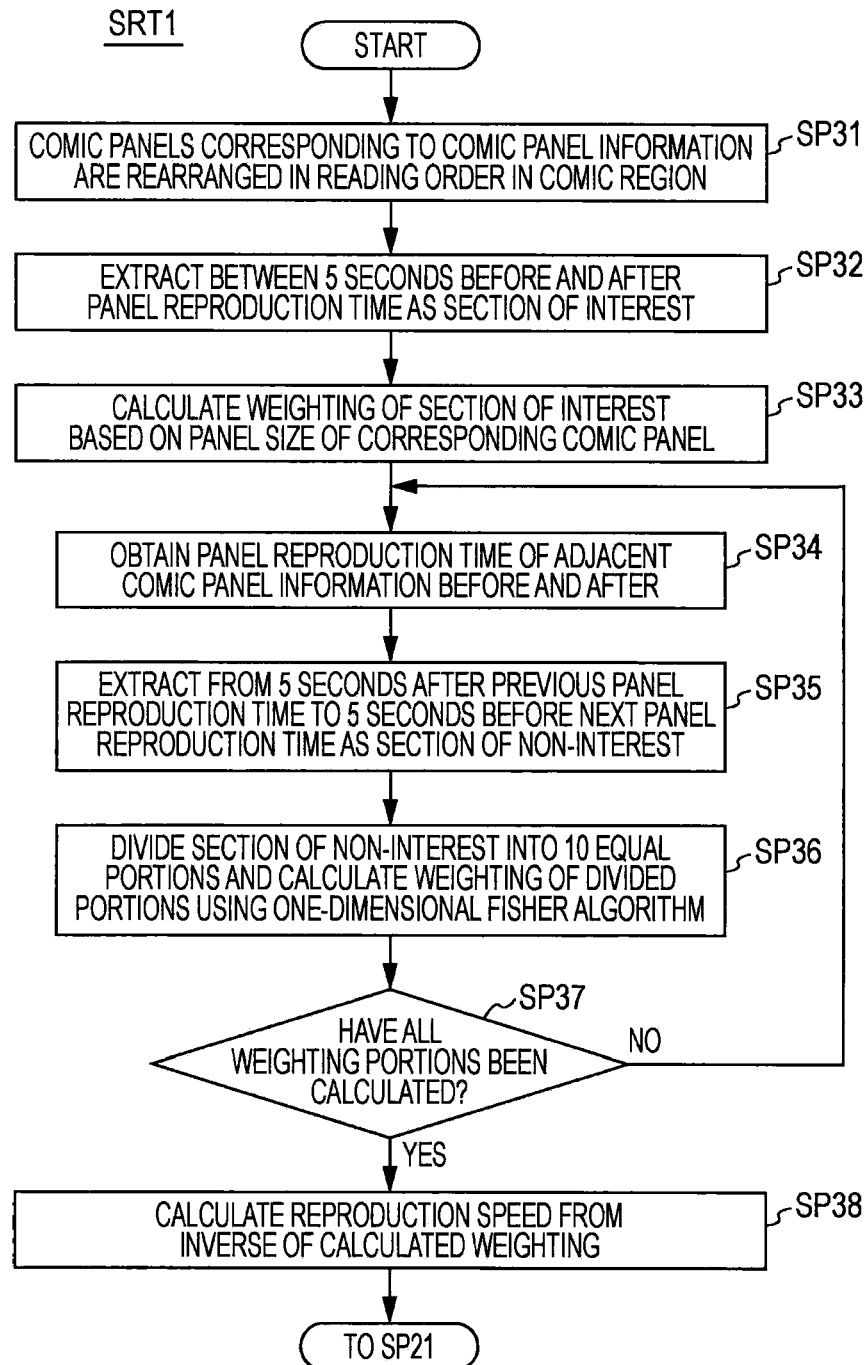 SRT1
START
COMIC PANELS CORRESPONDING TO COMIC PANEL INFORMATION
ARE REARRANGED IN READING ORDER IN COMIC REGION
SP31
EXTRACT BETWEEN 5 SECONDS BEFORE AND AFTER
PANEL REPRODUCTION TIME AS SECTION OF INTEREST
SP32
CALCULATE WEIGHTING OF SECTION OF INTEREST
BASED ON PANEL SIZE OF CORRESPONDING COMIC PANEL
SP33
OBTAIN PANEL REPRODUCTION TIME OF ADJACENT
COMIC PANEL INFORMATION BEFORE AND AFTER
SP34
EXTRACT FROM 5 SECONDS AFTER PREVIOUS PANEL
REPRODUCTION TIME TO 5 SECONDS BEFORE NEXT PANEL
REPRODUCTION TIME AS SECTION OF NON-INTEREST
SP35
DIVIDE SECTION OF NON-INTEREST INTO 10 EQUAL
PORTIONS AND CALCULATE WEIGHTING OF DIVIDED
PORTIONS USING ONE-DIMENSIONAL FISHER ALGORITHM
SP36
SP37
HAVE ALL
WEIGHTING PORTIONS BEEN
CALCULATED?
NO
YES
CALCULATE REPRODUCTION SPEED FROM
INVERSE OF CALCULATED WEIGHTING
SP38
TO SP21